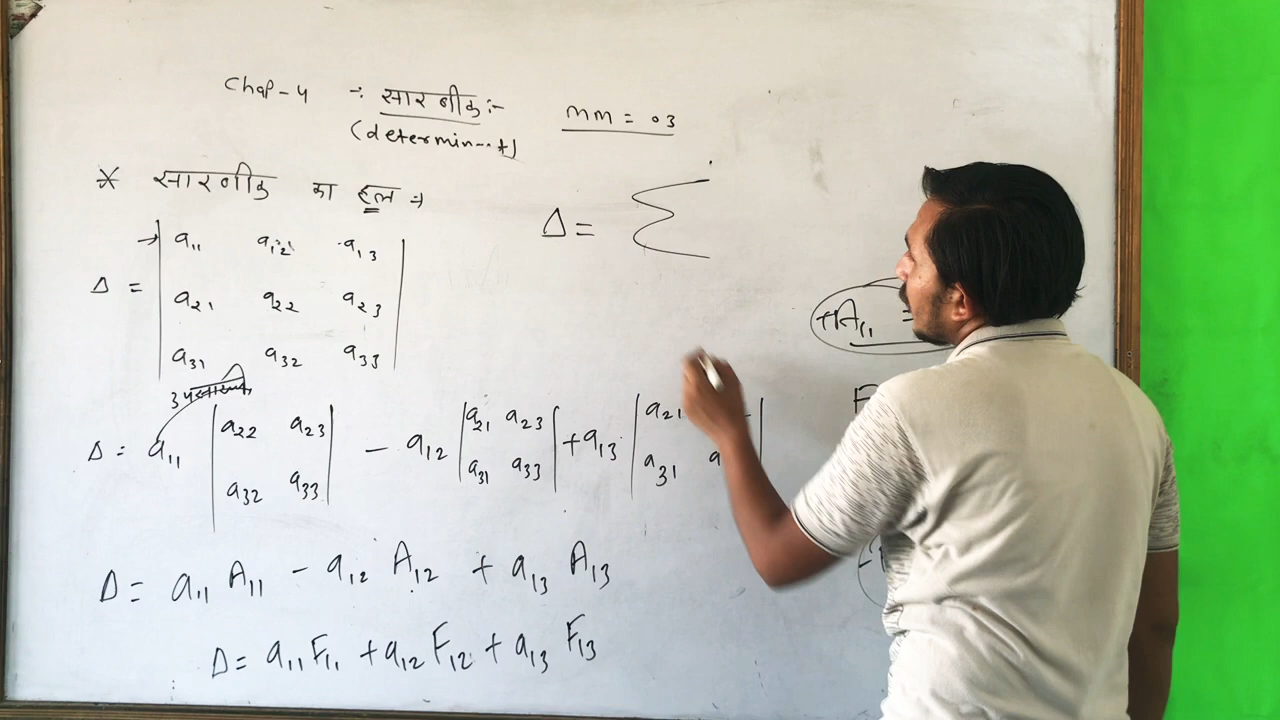 Chap-4 ÷ सारणीक :- MM = 03
(determin--t)
* सारणीक का हल ⇒
Δ =
→ | a11 a12 a13 |
Δ = | a21 a22 a23 |
| a31 a32 a33 |
+A11 =
Δ = a11 | a22 a23 | - a12 | a21 a23 | + a13 | a21
| a32 a33 | | a31 a33 | | a31 a
Δ = a11 A11 - a12 A12 + a13 A13
Δ = a11 F11 + a12 F12 + a13 F13